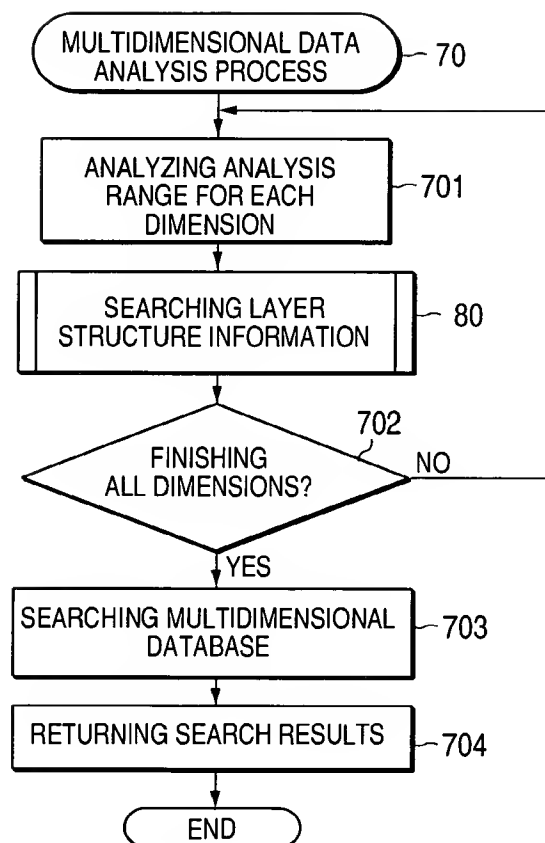 MULTIDIMENSIONAL DATA
ANALYSIS PROCESS
70
ANALYZING ANALYSIS
RANGE FOR EACH
DIMENSION
701
SEARCHING LAYER
STRUCTURE INFORMATION
80
702
FINISHING
ALL DIMENSIONS?
NO
YES
SEARCHING MULTIDIMENSIONAL
DATABASE
703
RETURNING SEARCH RESULTS
704
END